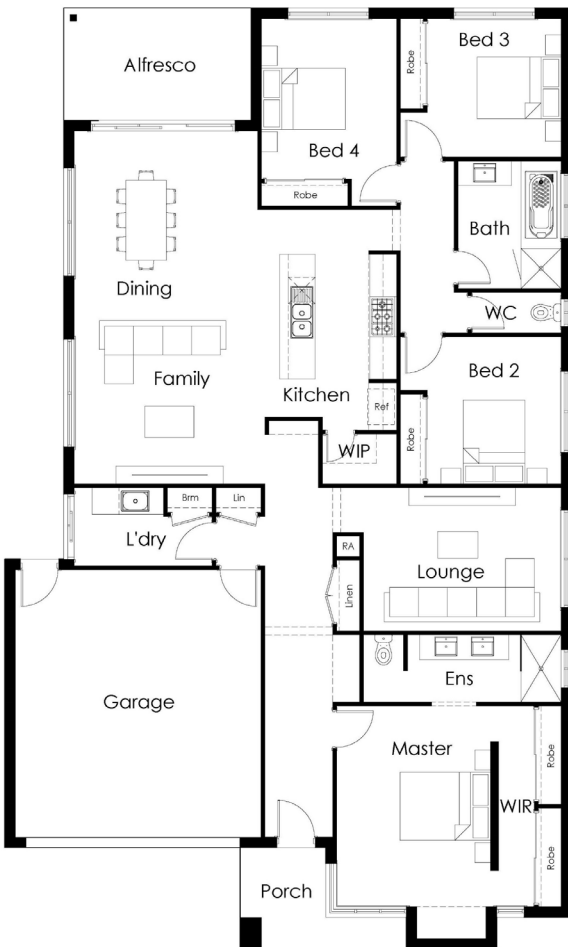 Alfresco
Bed 3
Robe
Bed 4
Robe
Bath
Dining
WC
Family
Kitchen
Bed 2
Ref
Robe
WIP
Brm
Lin
L'dry
RA
Lounge
Linen
Garage
Ens
Master
Robe
WIR
Robe
Porch